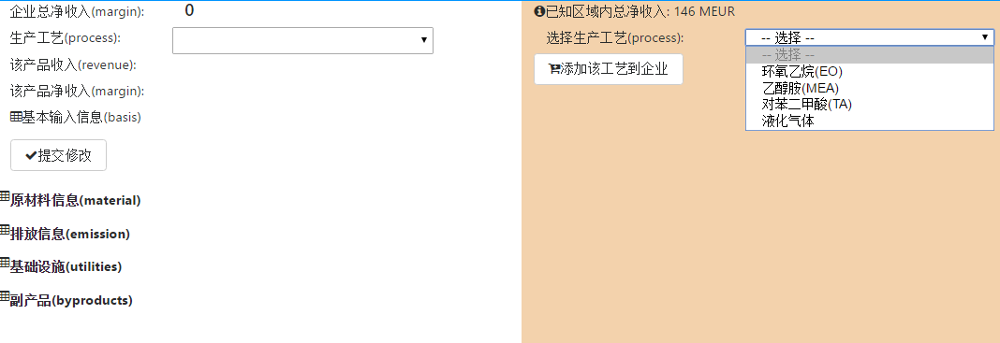 企业总净收入(margin): 0
生产工艺(process):
该产品收入(revenue):
该产品净收入(margin):
基本输入信息(basis)
提交修改
原材料信息(material)
排放信息(emission)
基础设施(utilities)
副产品(byproducts)
已知区域内总净收入: 146 MEUR
选择生产工艺(process): -- 选择 --
-- 选择 --
环氧乙烷(EO)
乙醇胺(MEA)
对苯二甲酸(TA)
液化气体
添加该工艺到企业